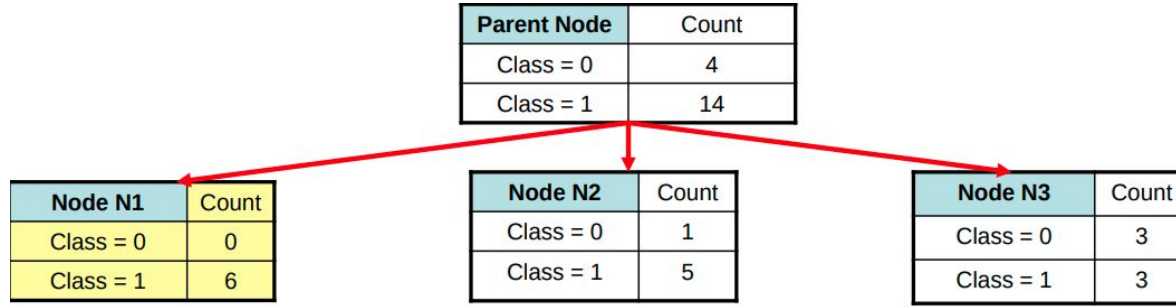 Parent Node Count
Class = 0 4
Class = 1 14
Node N1 Count
Class = 0 0
Class = 1 6
Node N2 Count
Class = 0 1
Class = 1 5
Node N3 Count
Class = 0 3
Class = 1 3